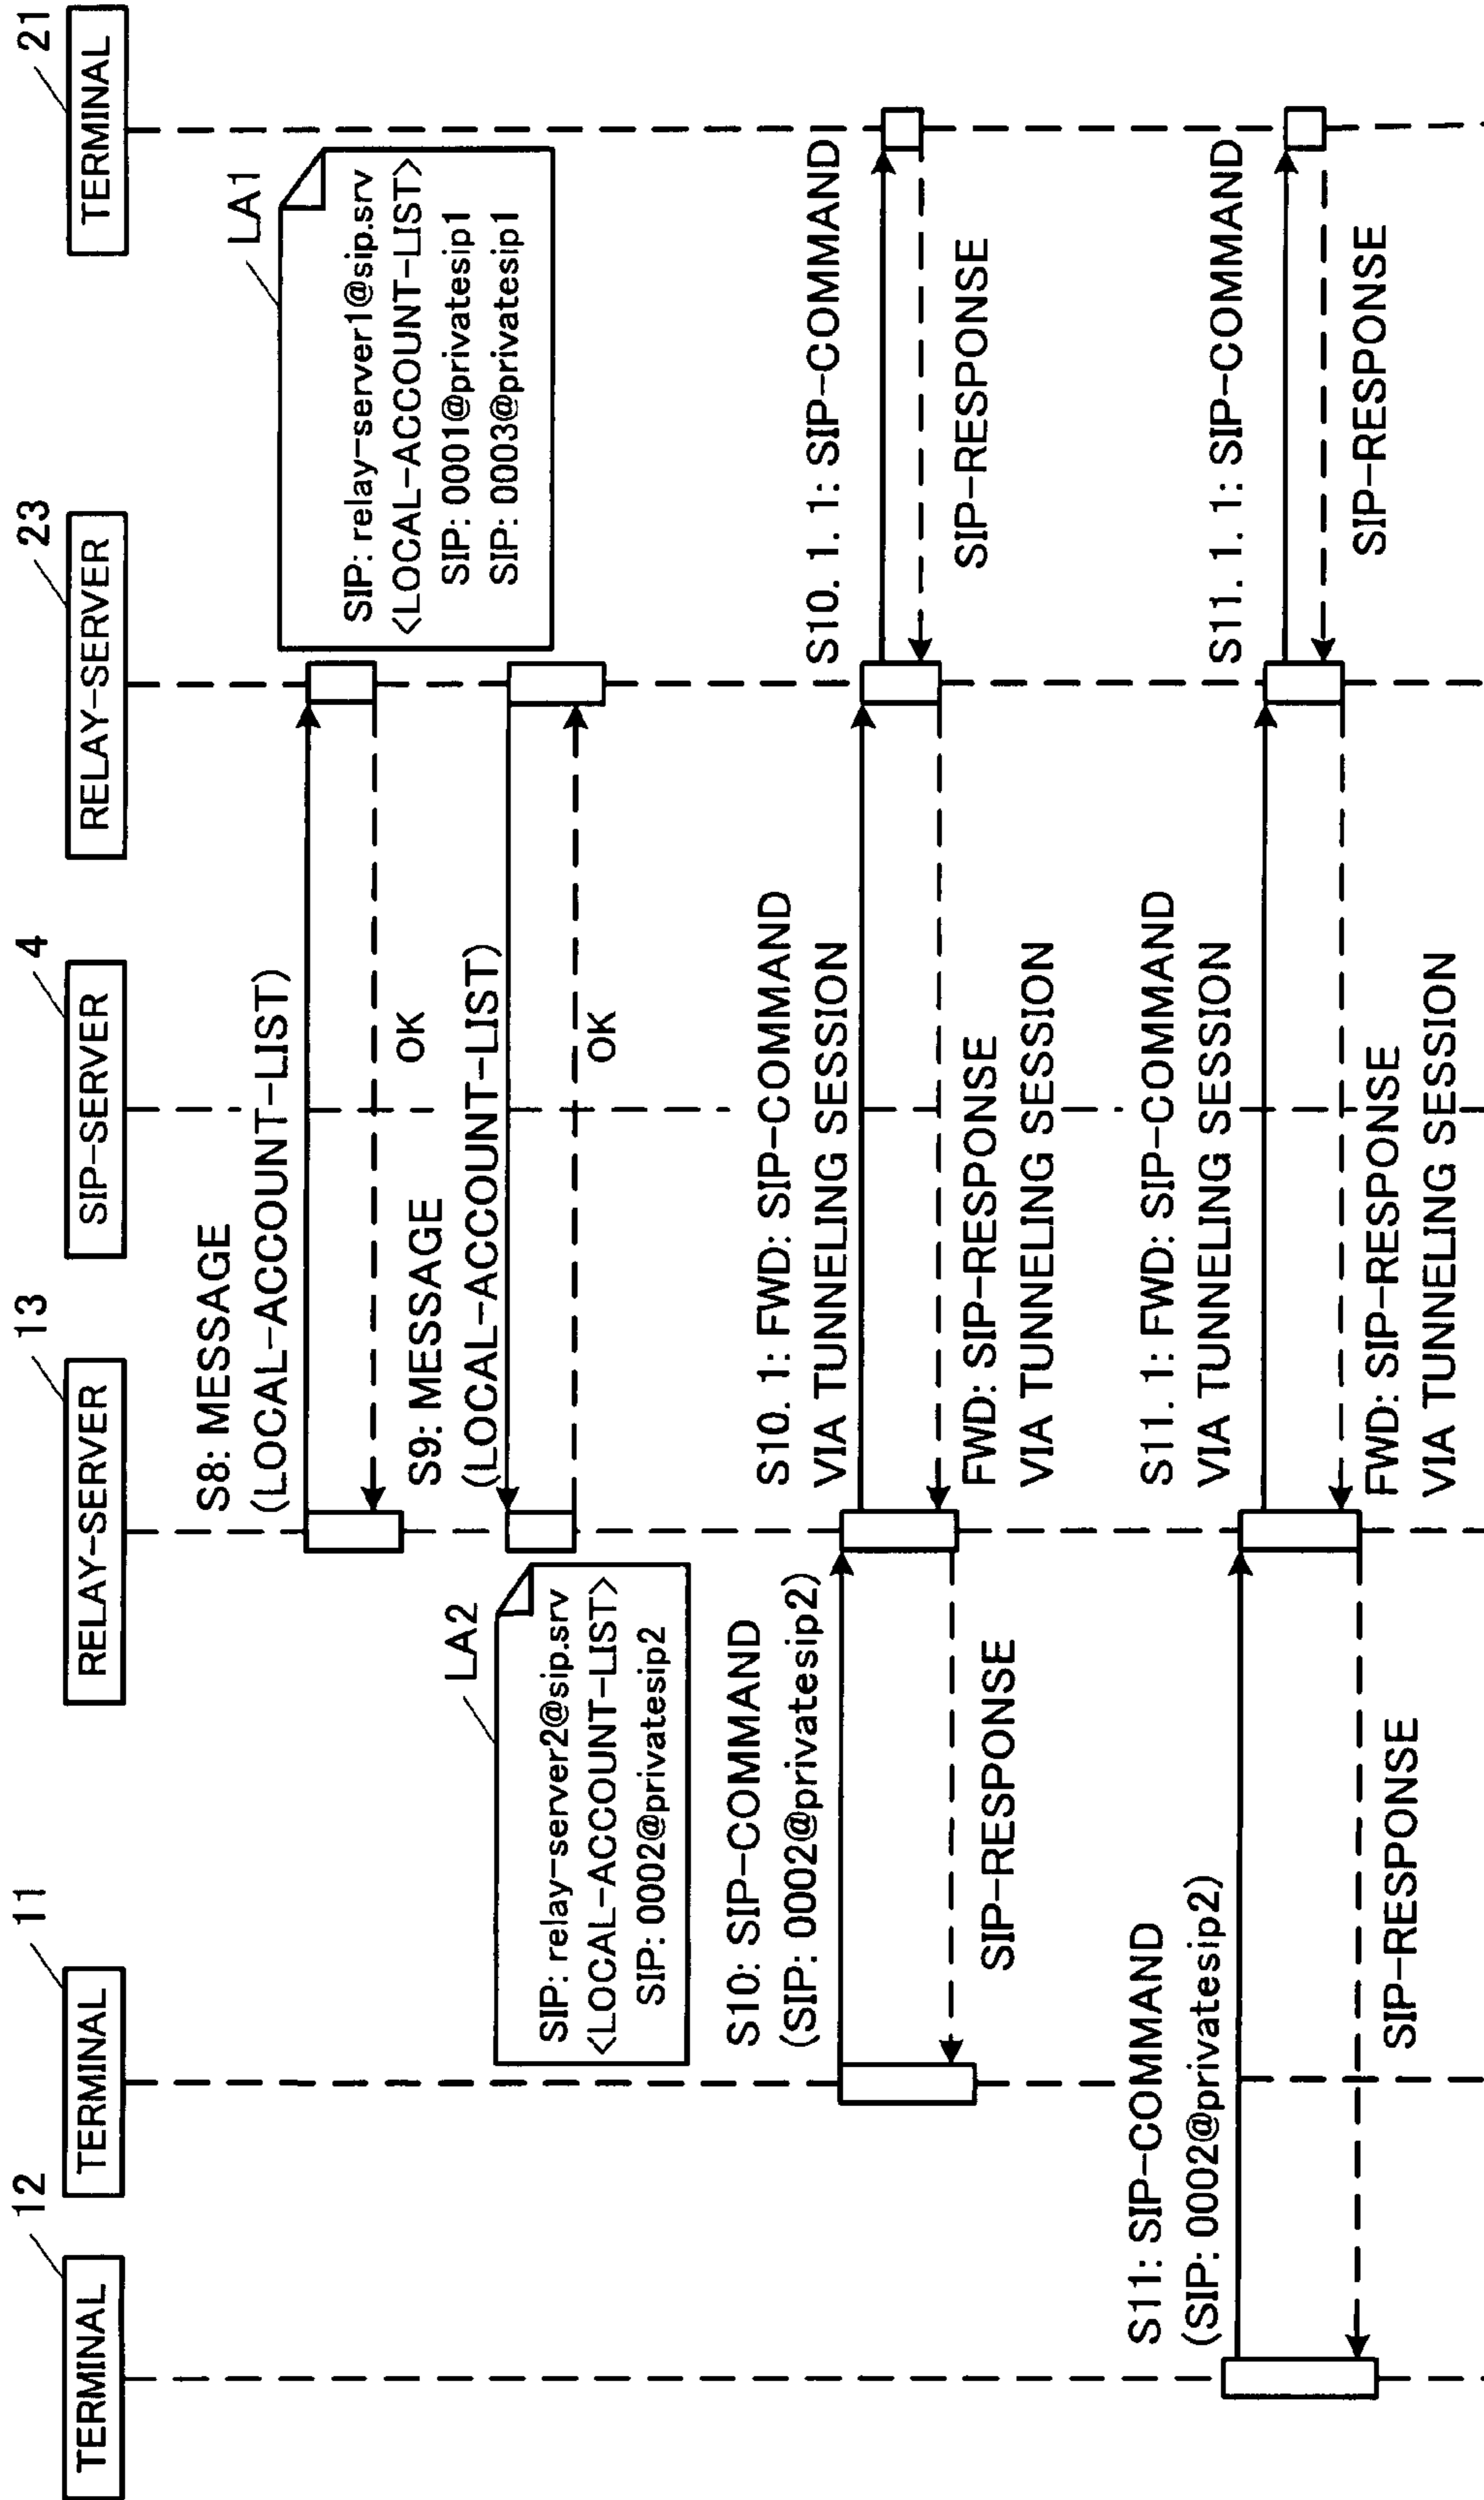 12
TERMINAL
11
TERMINAL
13
RELAY-SERVER
4
SIP-SERVER
23
RELAY-SERVER
21
TERMINAL
S8: MESSAGE
(LOCAL-ACCOUNT-LIST)
OK
LA1
SIP: relay-server1@sip.srv
<LOCAL-ACCOUNT-LIST>
SIP: 0001@privatesip1
SIP: 0003@privatesip1
S9: MESSAGE
(LOCAL-ACCOUNT-LIST)
OK
LA2
SIP: relay-server2@sip.srv
<LOCAL-ACCOUNT-LIST>
SIP: 0002@privatesip2
S10: SIP-COMMAND
(SIP: 0002@privatesip2)
SIP-RESPONSE
S10. 1: FWD: SIP-COMMAND
VIA TUNNELING SESSION
FWD: SIP-RESPONSE
VIA TUNNELING SESSION
S10. 1. 1: SIP-COMMAND
SIP-RESPONSE
S11: SIP-COMMAND
(SIP: 0002@privatesip2)
SIP-RESPONSE
S11. 1: FWD: SIP-COMMAND
VIA TUNNELING SESSION
FWD: SIP-RESPONSE
VIA TUNNELING SESSION
S11. 1. 1: SIP-COMMAND
SIP-RESPONSE